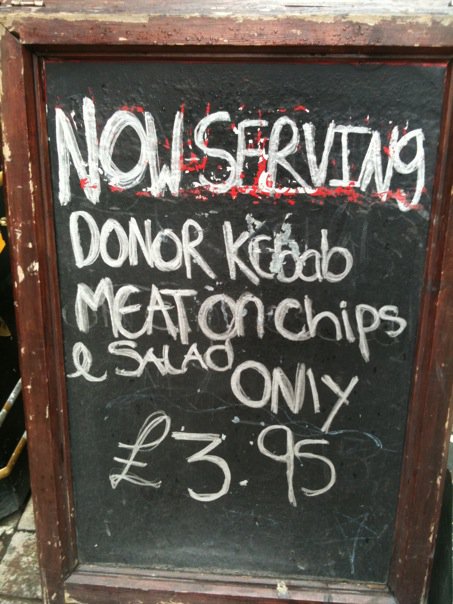 NOW SERVING
DONOR Kebab
MEAT on chips
& SALAD ONLY
£3.95